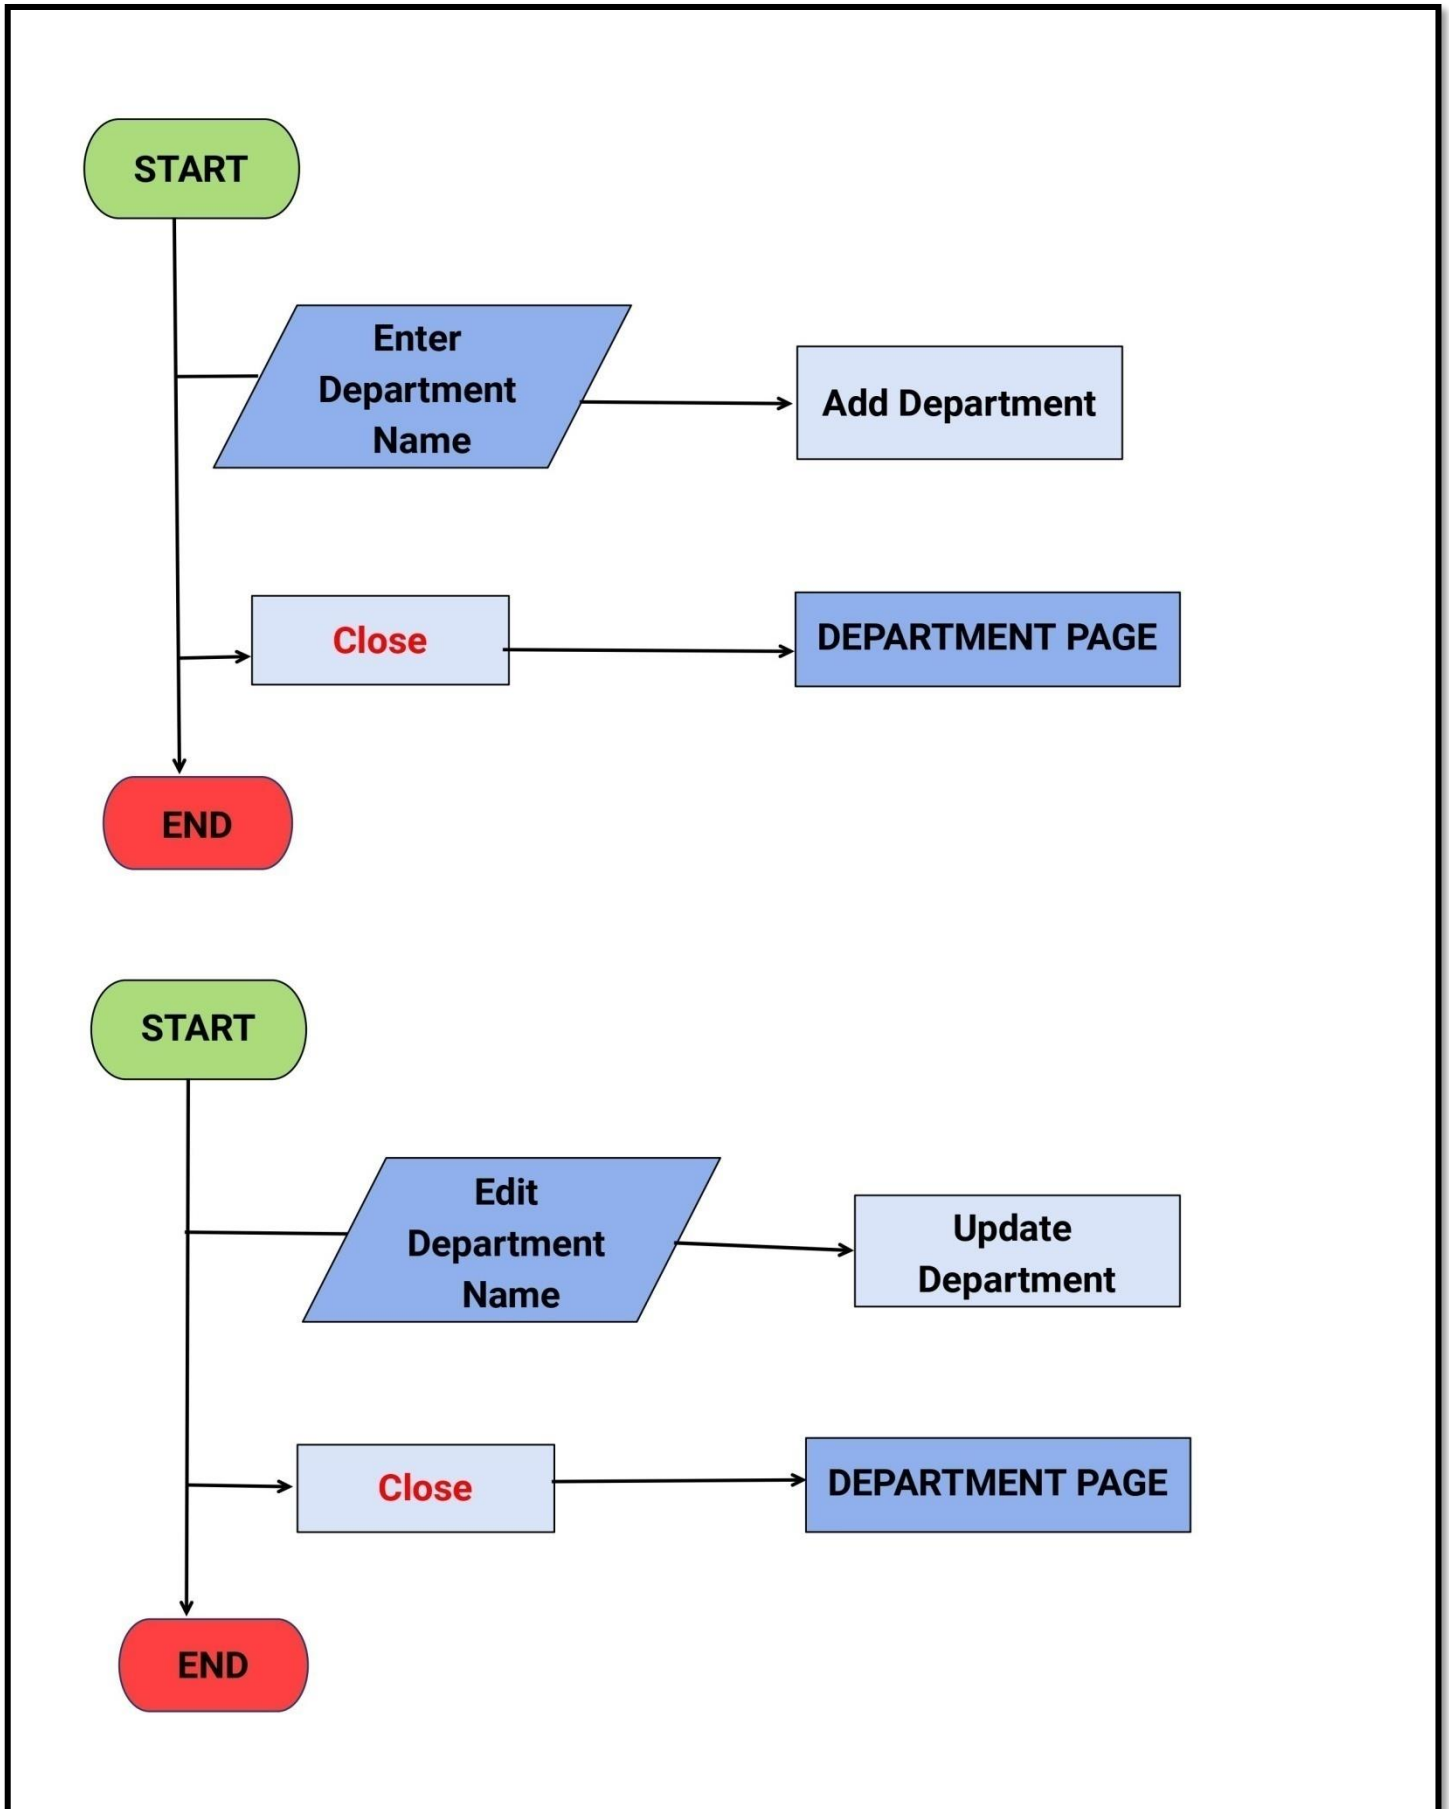 START
Enter
Department
Name
Add Department
Close
DEPARTMENT PAGE
END
START
Edit
Department
Name
Update
Department
Close
DEPARTMENT PAGE
END